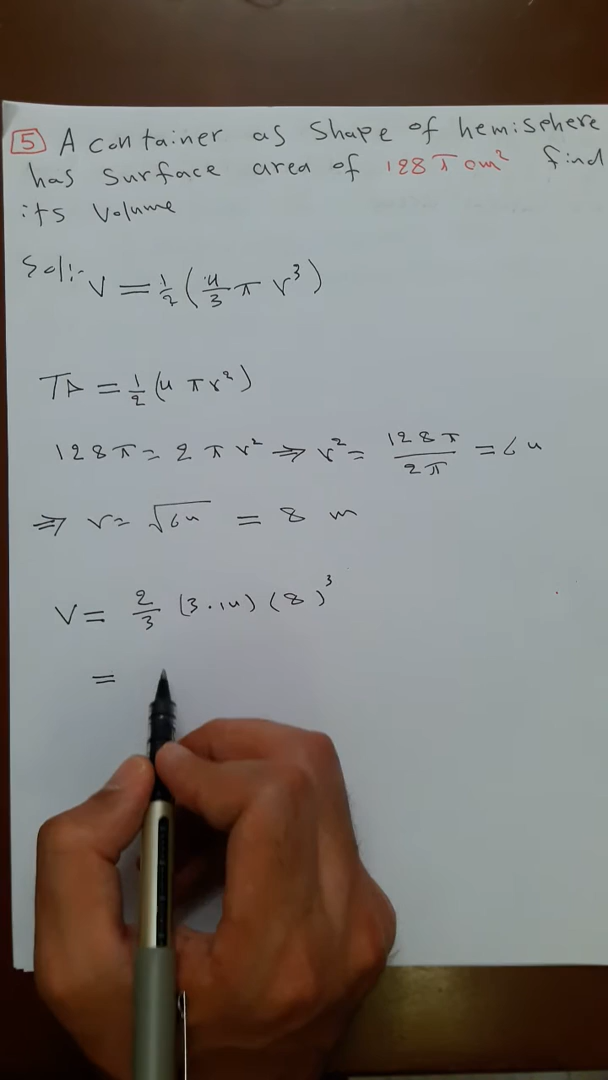 5 A container as shape of hemisphere
has surface area of 128π cm² find
its volume
Sol:- V = 1/2 (4/3 π r³)
TA = 1/2 (4 π r²)
128π = 2 π r² ⇒ r² = 128π/2π = 64
⇒ r = √64 = 8 m
V = 2/3 (3.14) (8)³
=